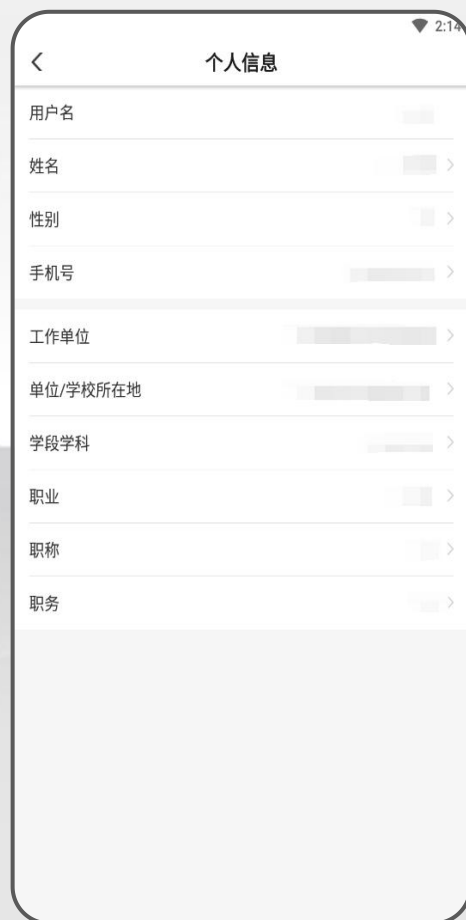 2:14
个人信息
用户名
姓名
性别
手机号
工作单位
单位/学校所在地
学段学科
职业
职称
职务